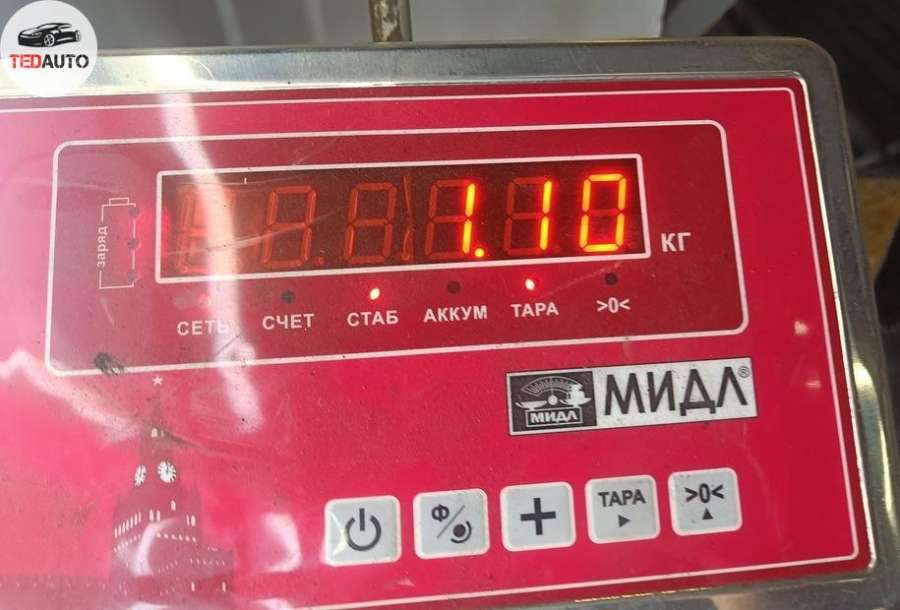 TEDAUTO
1.10
КГ
заряд
СЕТЬ СЧЕТ СТАБ АККУМ ТАРА >0<
МИДЛ МИДЛ®
Ф ТАРА >0<